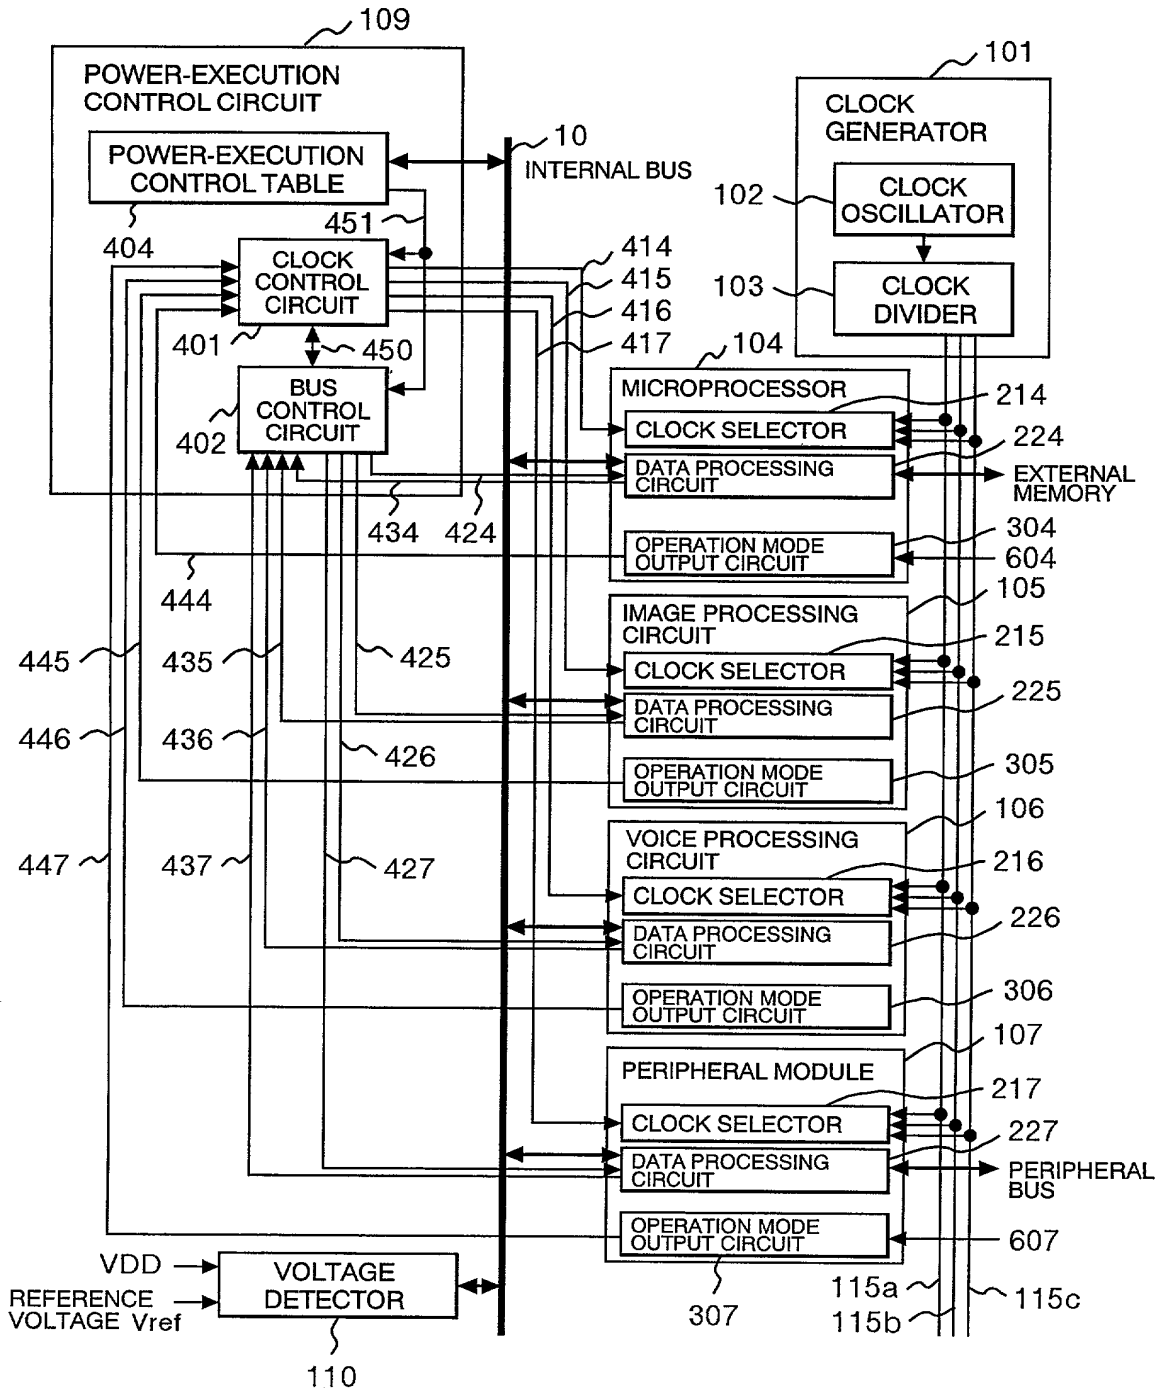 109
POWER-EXECUTION
CONTROL CIRCUIT
POWER-EXECUTION
CONTROL TABLE
404
451
CLOCK
CONTROL
CIRCUIT
401
450
BUS
CONTROL
CIRCUIT
402
434
424
444
10
INTERNAL BUS
414
415
416
417
101
CLOCK
GENERATOR
102
CLOCK
OSCILLATOR
103
CLOCK
DIVIDER
104
MICROPROCESSOR
CLOCK SELECTOR
214
DATA PROCESSING
CIRCUIT
224
EXTERNAL
MEMORY
OPERATION MODE
OUTPUT CIRCUIT
304
604
105
IMAGE PROCESSING
CIRCUIT
CLOCK SELECTOR
215
DATA PROCESSING
CIRCUIT
225
OPERATION MODE
OUTPUT CIRCUIT
305
445
435
425
446
436
426
447
437
427
106
VOICE PROCESSING
CIRCUIT
CLOCK SELECTOR
216
DATA PROCESSING
CIRCUIT
226
OPERATION MODE
OUTPUT CIRCUIT
306
107
PERIPHERAL MODULE
CLOCK SELECTOR
217
DATA PROCESSING
CIRCUIT
227
PERIPHERAL
BUS
OPERATION MODE
OUTPUT CIRCUIT
607
307
VDD
REFERENCE
VOLTAGE Vref
VOLTAGE
DETECTOR
110
115a
115b
115c